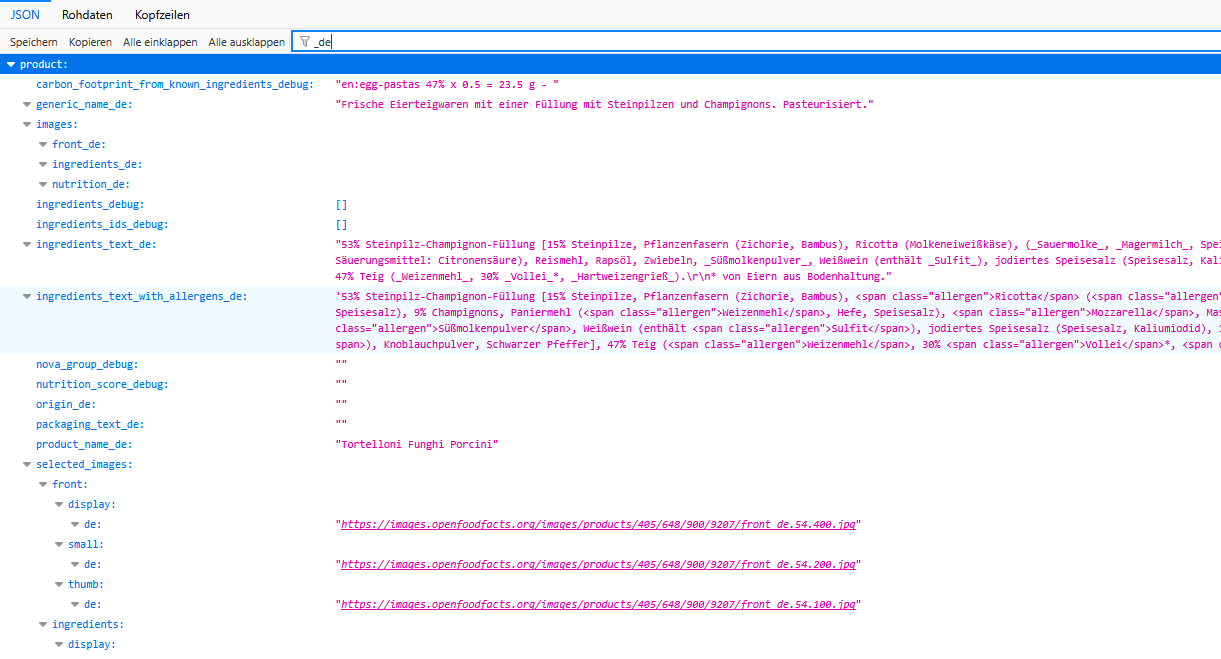 JSON Rohdaten Kopfzeilen
Speichern Kopieren Alle einklappen Alle ausklappen _de
product:
carbon_footprint_from_known_ingredients_debug: "en:egg-pastas 47% x 0.5 = 23.5 g - "
generic_name_de: "Frische Eierteigwaren mit einer Füllung mit Steinpilzen und Champignons. Pasteurisiert."
images:
front_de:
ingredients_de:
nutrition_de:
ingredients_debug: []
ingredients_ids_debug: []
ingredients_text_de: "53% Steinpilz-Champignon-Füllung [15% Steinpilze, Pflanzenfasern (Zichorie, Bambus), Ricotta (Molkeneiweißkäse), (_Sauermolke_, _Magermilch_, Spei
Säuerungsmittel: Citronensäure), Reismehl, Rapsöl, Zwiebeln, _Süßmolkenpulver_, Weißwein (enthält _Sulfit_), jodiertes Speisesalz (Speisesalz, Kali
47% Teig (_Weizenmehl_, 30% _Vollei_*, _Hartweizengrieß_).\r\n* von Eiern aus Bodenhaltung."
ingredients_text_with_allergens_de: '53% Steinpilz-Champignon-Füllung [15% Steinpilze, Pflanzenfasern (Zichorie, Bambus), <span class="allergen">Ricotta</span> (<span class="allergen"
Speisesalz), 9% Champignons, Paniermehl (<span class="allergen">Weizenmehl</span>, Hefe, Speisesalz), <span class="allergen">Mozzarella</span>, Mas
class="allergen">Süßmolkenpulver</span>, Weißwein (enthält <span class="allergen">Sulfit</span>), jodiertes Speisesalz (Speisesalz, Kaliumiodid),
span>), Knoblauchpulver, Schwarzer Pfeffer], 47% Teig (<span class="allergen">Weizenmehl</span>, 30% <span class="allergen">Vollei</span>*, <span c
nova_group_debug: ""
nutrition_score_debug: ""
origin_de: ""
packaging_text_de: ""
product_name_de: "Tortelloni Funghi Porcini"
selected_images:
front:
display:
de: "https://images.openfoodfacts.org/images/products/405/648/900/9207/front_de.54.400.jpg"
small:
de: "https://images.openfoodfacts.org/images/products/405/648/900/9207/front_de.54.200.jpg"
thumb:
de: "https://images.openfoodfacts.org/images/products/405/648/900/9207/front_de.54.100.jpg"
ingredients:
display: